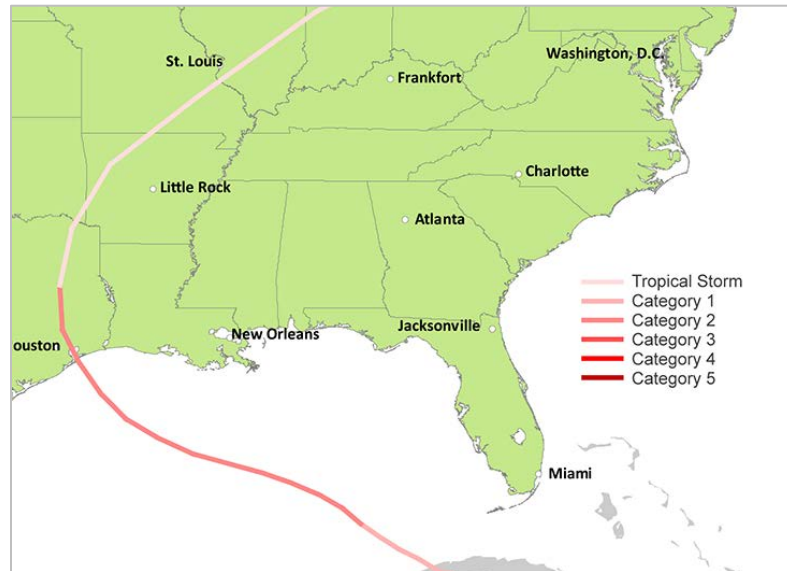 St. Louis
Washington, D.C.
Frankfort
Little Rock
Charlotte
Atlanta
Tropical Storm
Category 1
Category 2
Category 3
Category 4
Category 5
Jacksonville
New Orleans
ouston
Miami